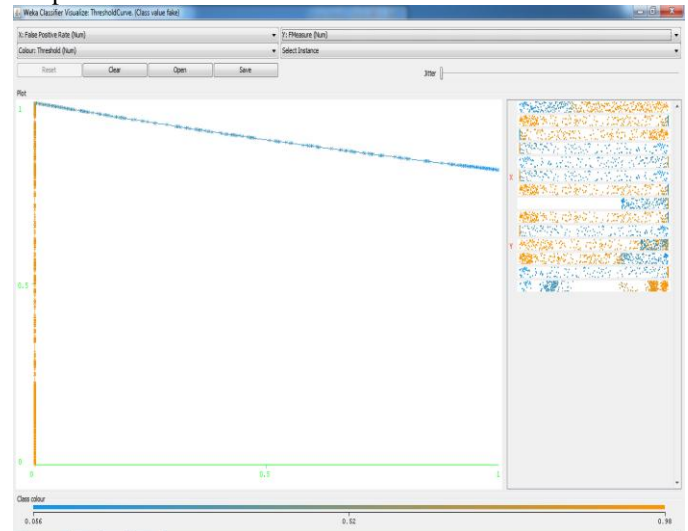 Weka Classifier Visualize: ThresholdCurve. (Class value fake)
X: False Positive Rate (Num)
Y: FMeasure (Num)
Colour: Threshold (Num)
Select Instance
Reset
Clear
Open
Save
Jitter
Plot
1
0.5
0
0
0.5
1
X
Y
Class colour
0.056
0.52
0.98